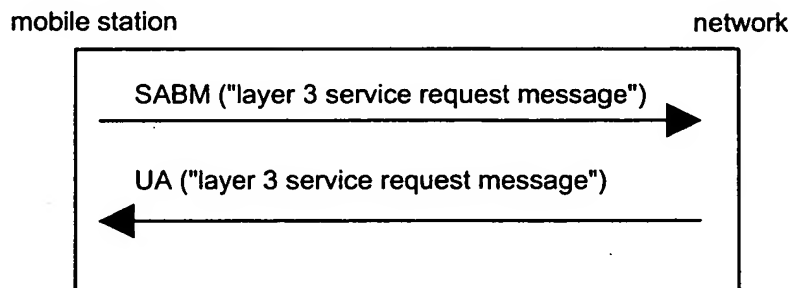 mobile station
network
SABM ("layer 3 service request message")
UA ("layer 3 service request message")